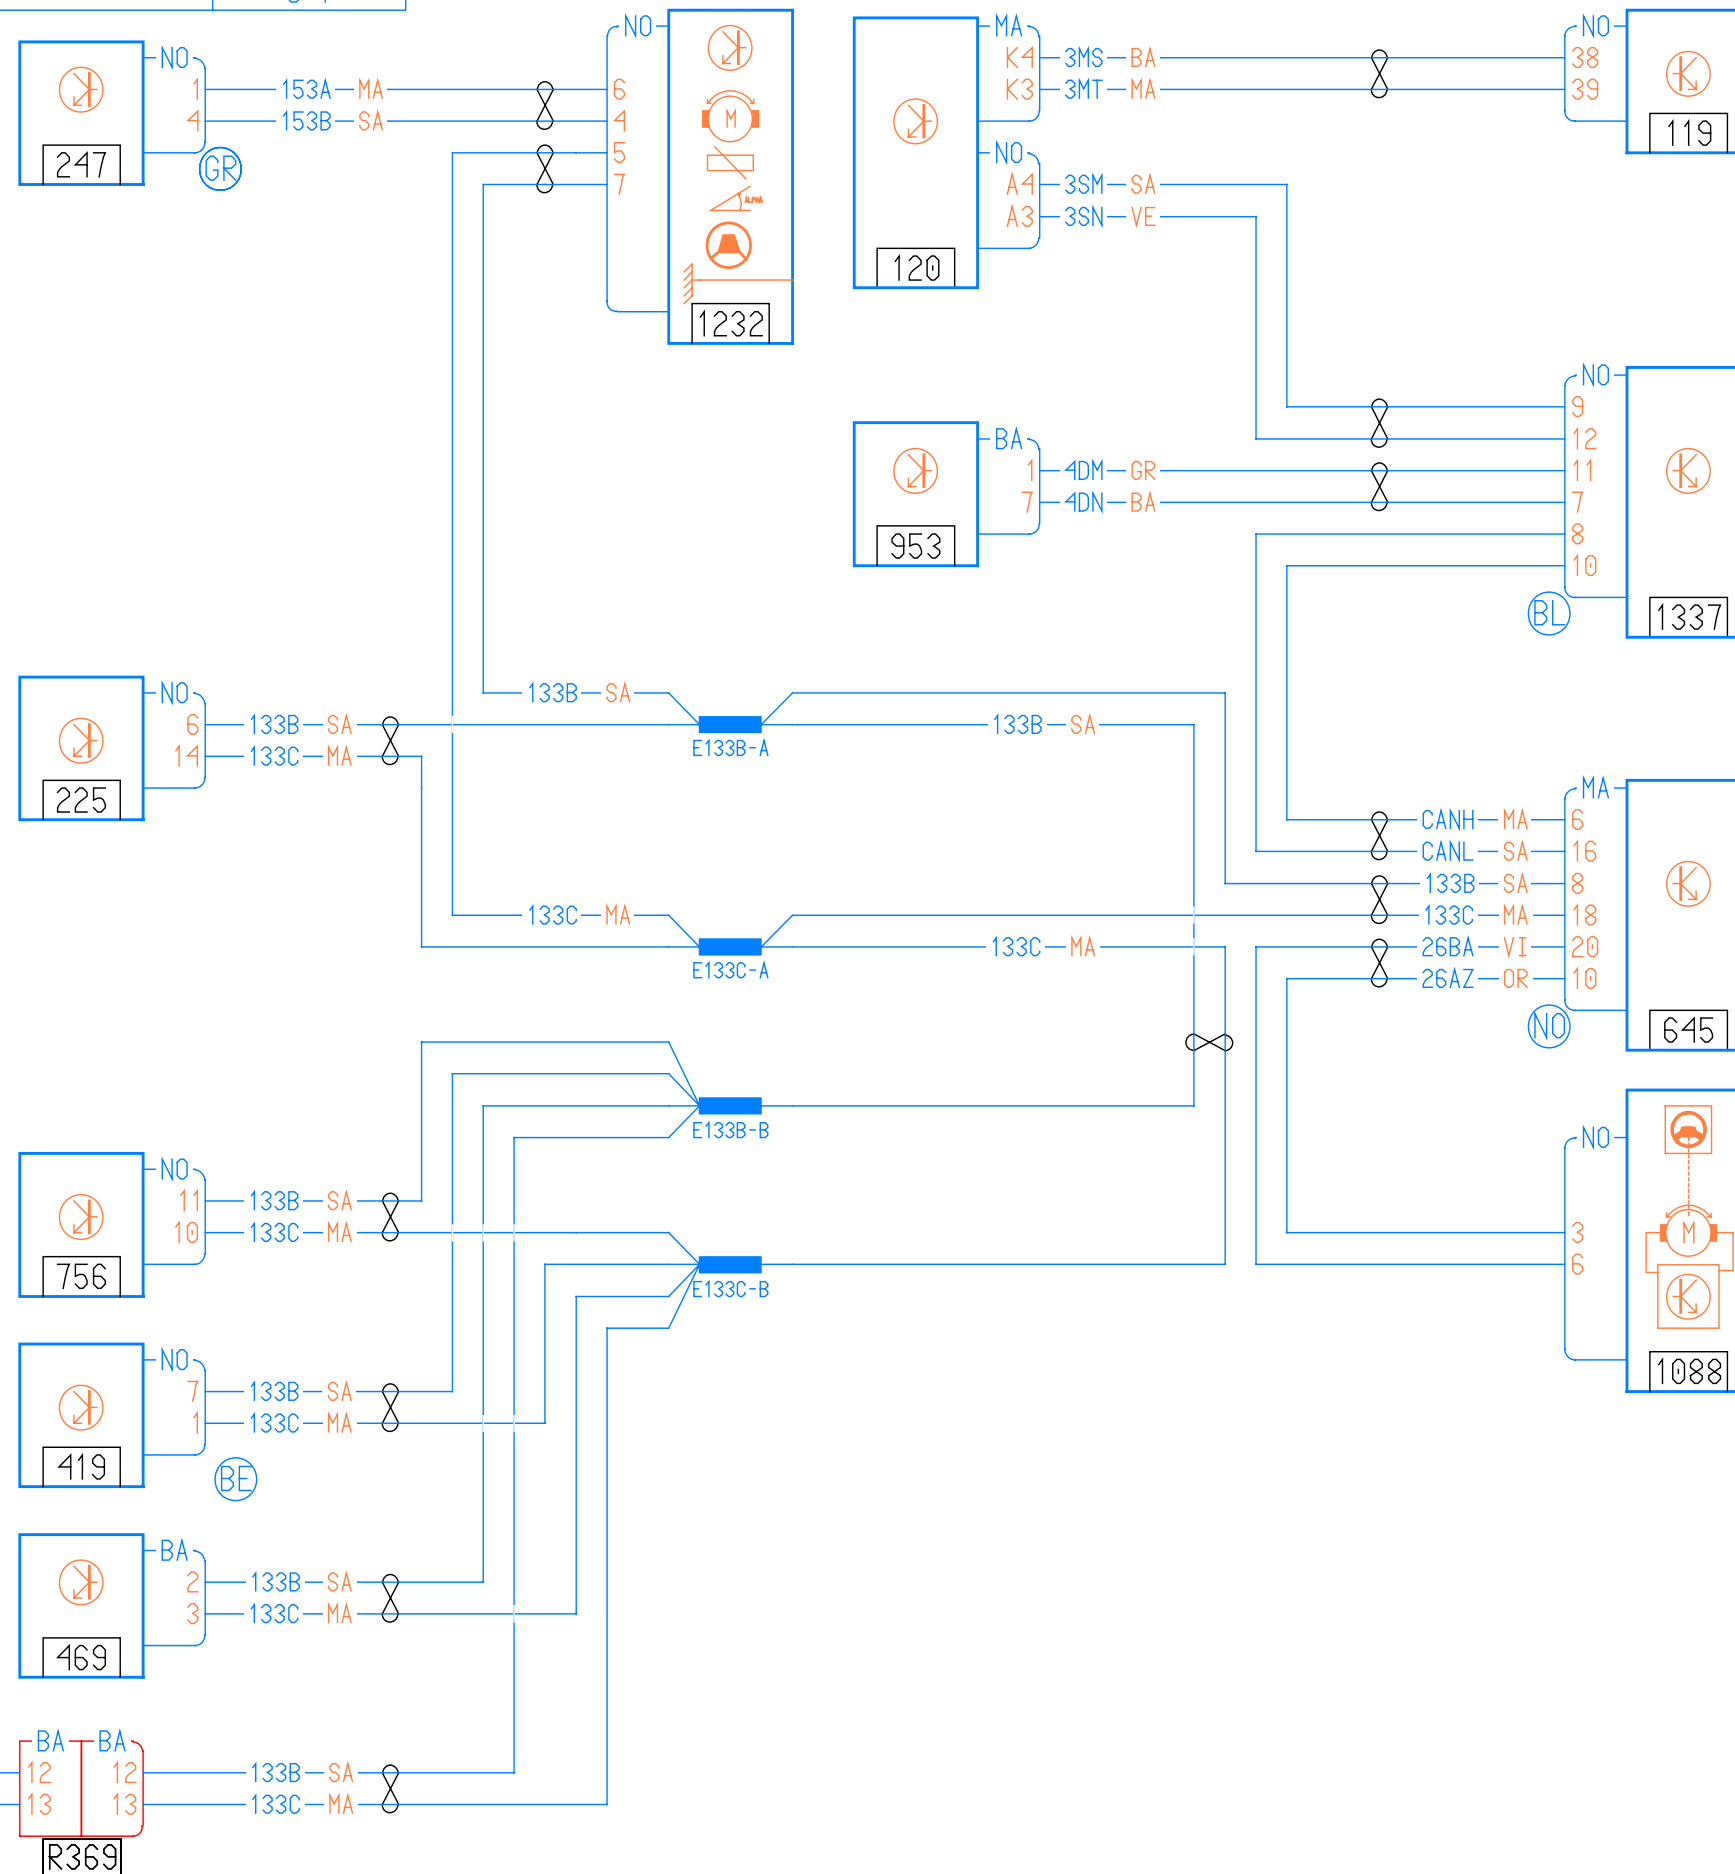 NO
1 153A MA 6
4 153B SA 4
5
7
247
GR
NO
M
ALPHA
1232
MA
K4 3MS BA 38
K3 3MT MA 39
NO
A4 3SM SA
A3 3SN VE
120
NO
119
BA
1 4DM GR
7 4DN BA
953
NO
9
12
11
7
8
10
BL
1337
NO
6 133B SA
14 133C MA
225
133B SA
E133B-A
133B SA
133C MA
E133C-A
133C MA
MA
CANH MA 6
CANL SA 16
133B SA 8
133C MA 18
26BA VI 20
26AZ OR 10
NO
645
E133B-B
E133C-B
NO
11 133B SA
10 133C MA
756
NO
3
6
M
1088
NO
7 133B SA
1 133C MA
419
BE
BA
2 133B SA
3 133C MA
469
BA BA
12 12 133B SA
13 13 133C MA
R369